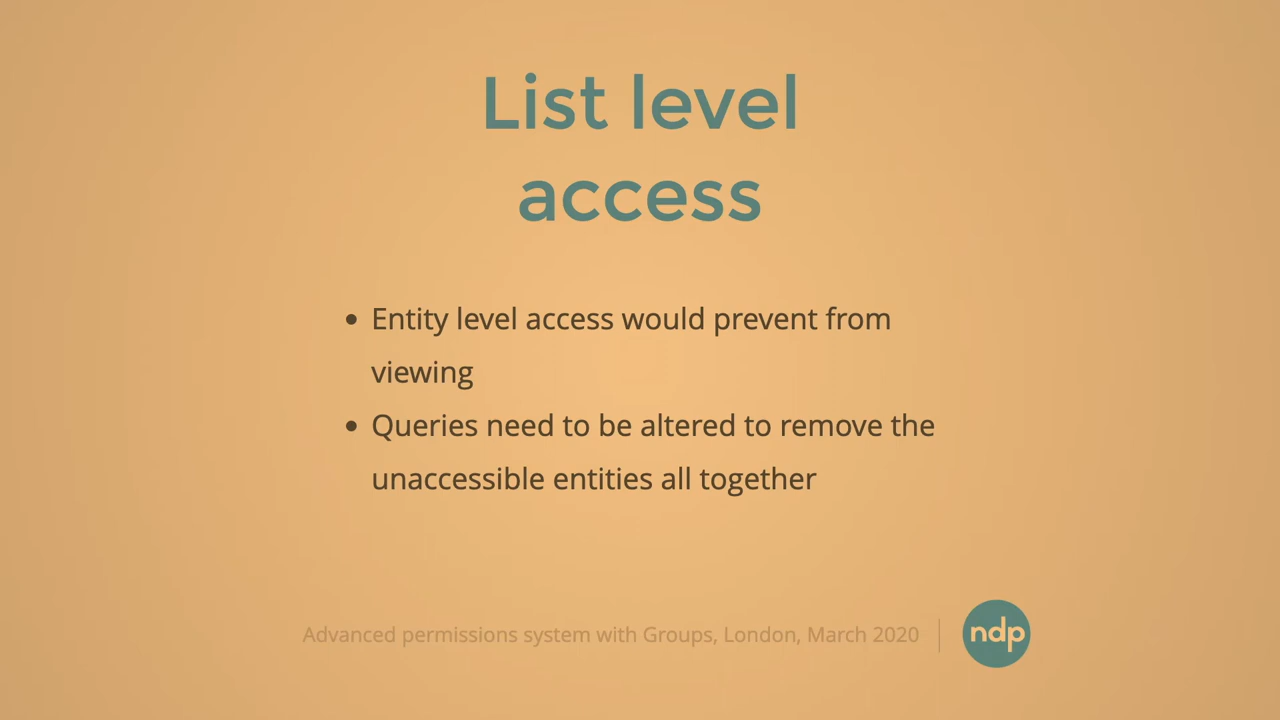 List level
access
• Entity level access would prevent from
viewing
• Queries need to be altered to remove the
unaccessible entities all together
Advanced permissions system with Groups, London, March 2020
ndp